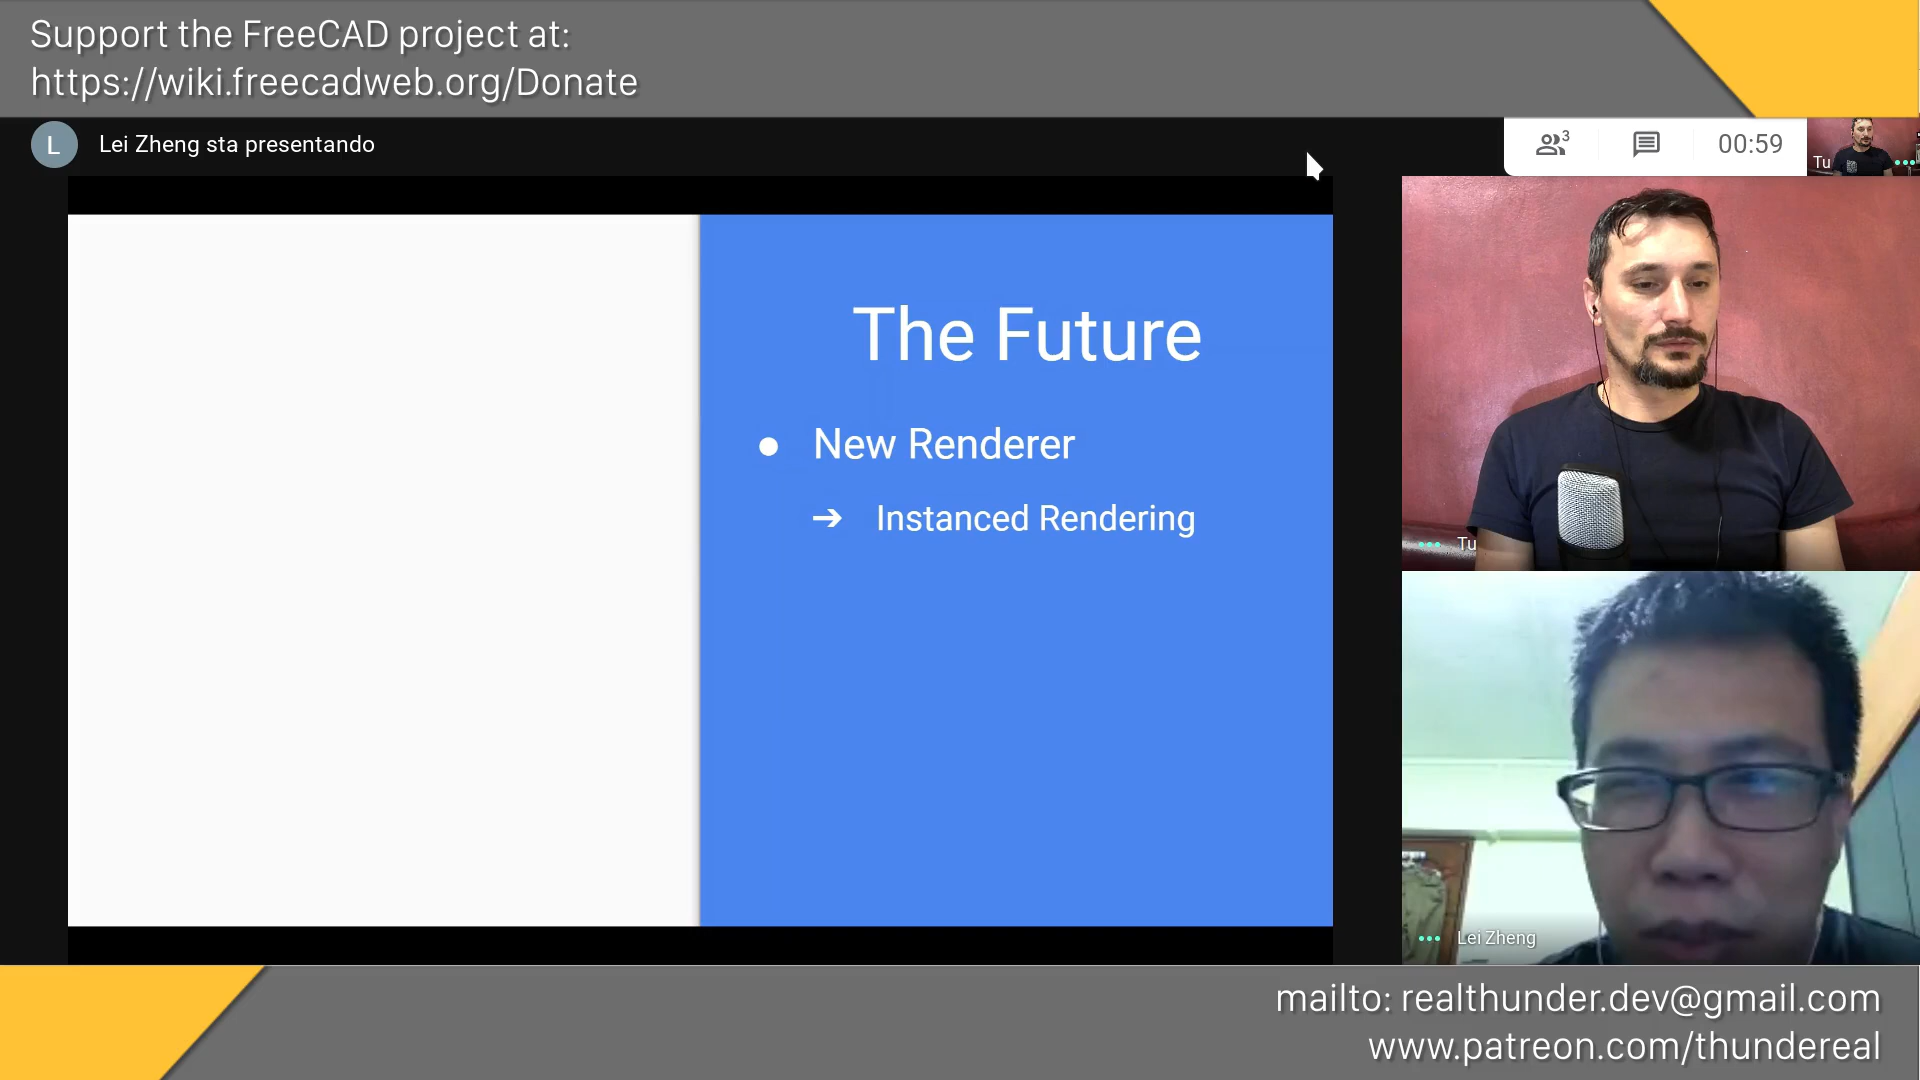 Support the FreeCAD project at:
https://wiki.freecadweb.org/Donate
L
Lei Zheng sta presentando
3
00:59
Tu
The Future
● New Renderer
➔ Instanced Rendering
Tu
Lei Zheng
mailto: realthunder.dev@gmail.com
www.patreon.com/thundereal